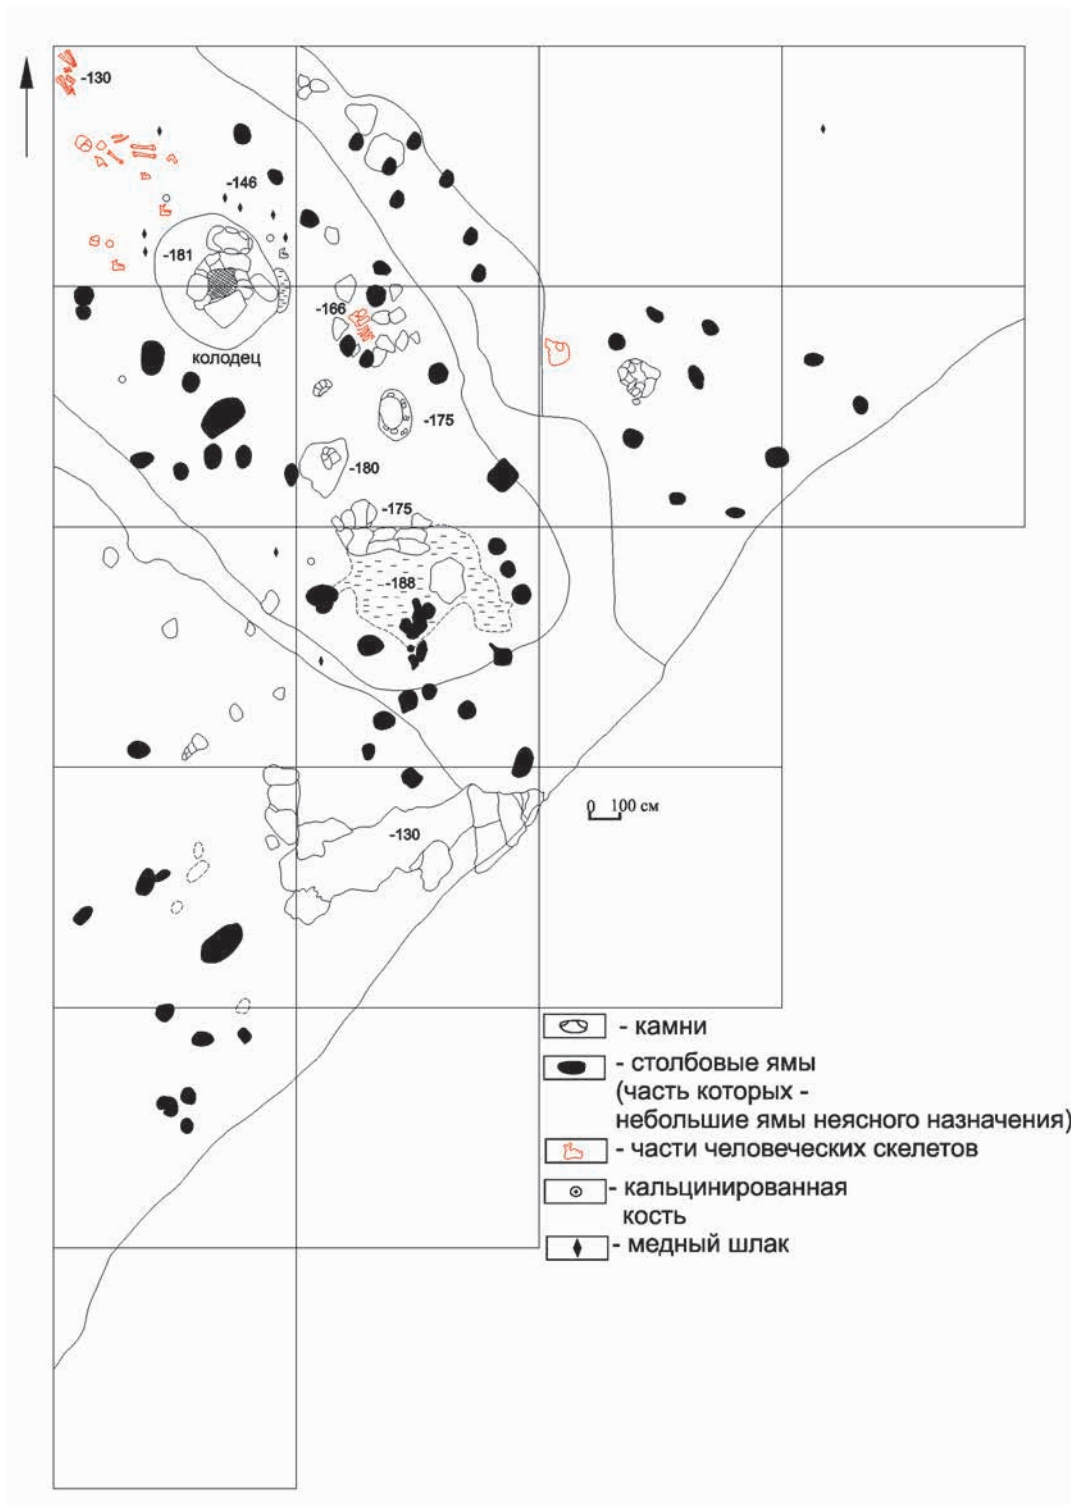 -130
-146
-181
-166
колодец
-175
-180
-175
-188
0 100 см
-130
- камни
- столбовые ямы
(часть которых -
небольшие ямы неясного назначения)
- части человеческих скелетов
- кальцинированная
кость
- медный шлак